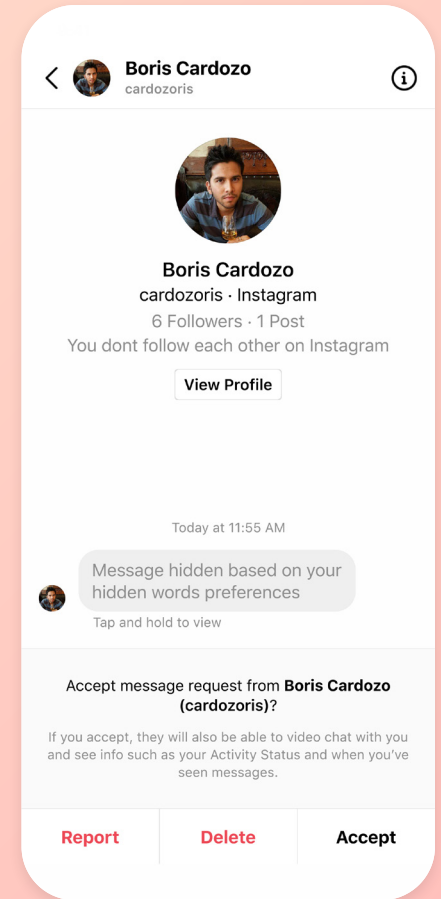 Boris Cardozo
cardozoris
Boris Cardozo
cardozoris · Instagram
6 Followers · 1 Post
You dont follow each other on Instagram
View Profile
Today at 11:55 AM
Message hidden based on your
hidden words preferences
Tap and hold to view
Accept message request from Boris Cardozo
(cardozoris)?
If you accept, they will also be able to video chat with you
and see info such as your Activity Status and when you've
seen messages.
Report
Delete
Accept